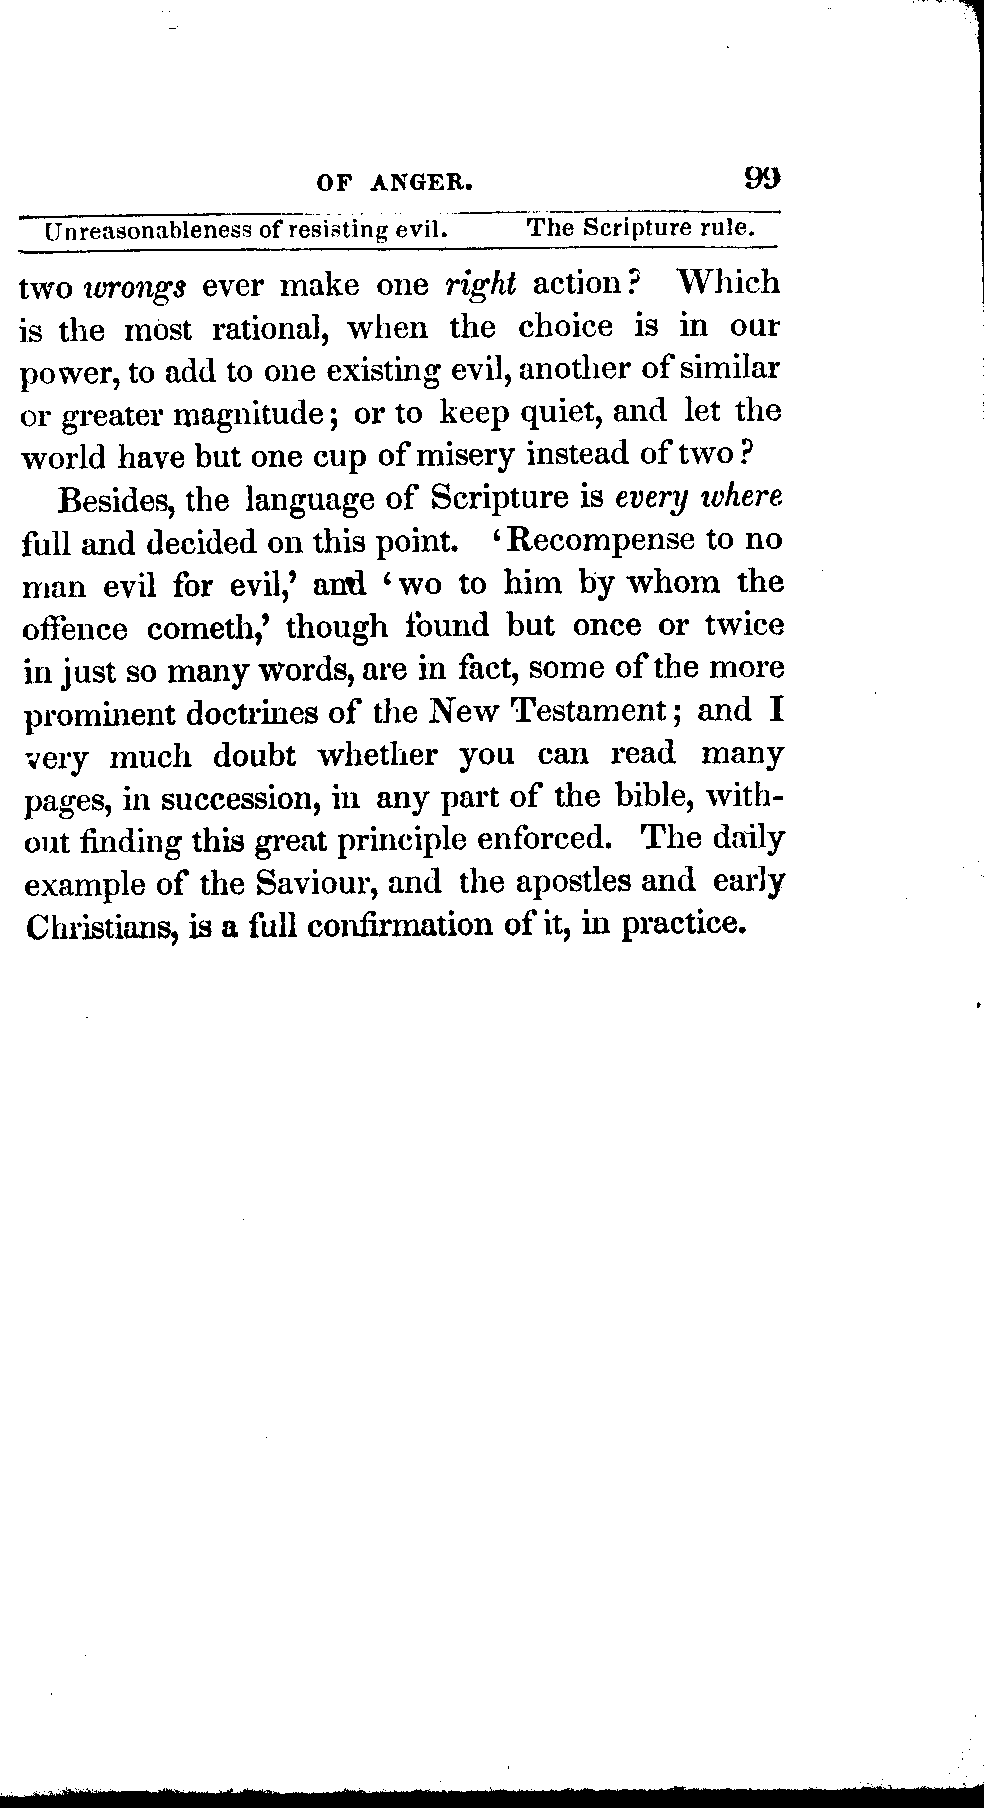 OF ANGER. 99
Unreasonableness of resisting evil. The Scripture rule.
two wrongs ever make one right action? Which
is the most rational, when the choice is in our
power, to add to one existing evil, another of similar
or greater magnitude; or to keep quiet, and let the
world have but one cup of misery instead of two?
Besides, the language of Scripture is every where
full and decided on this point. ‘Recompense to no
man evil for evil,’ and ‘wo to him by whom the
offence cometh,’ though found but once or twice
in just so many words, are in fact, some of the more
prominent doctrines of the New Testament; and I
very much doubt whether you can read many
pages, in succession, in any part of the bible, with-
out finding this great principle enforced. The daily
example of the Saviour, and the apostles and early
Christians, is a full confirmation of it, in practice.